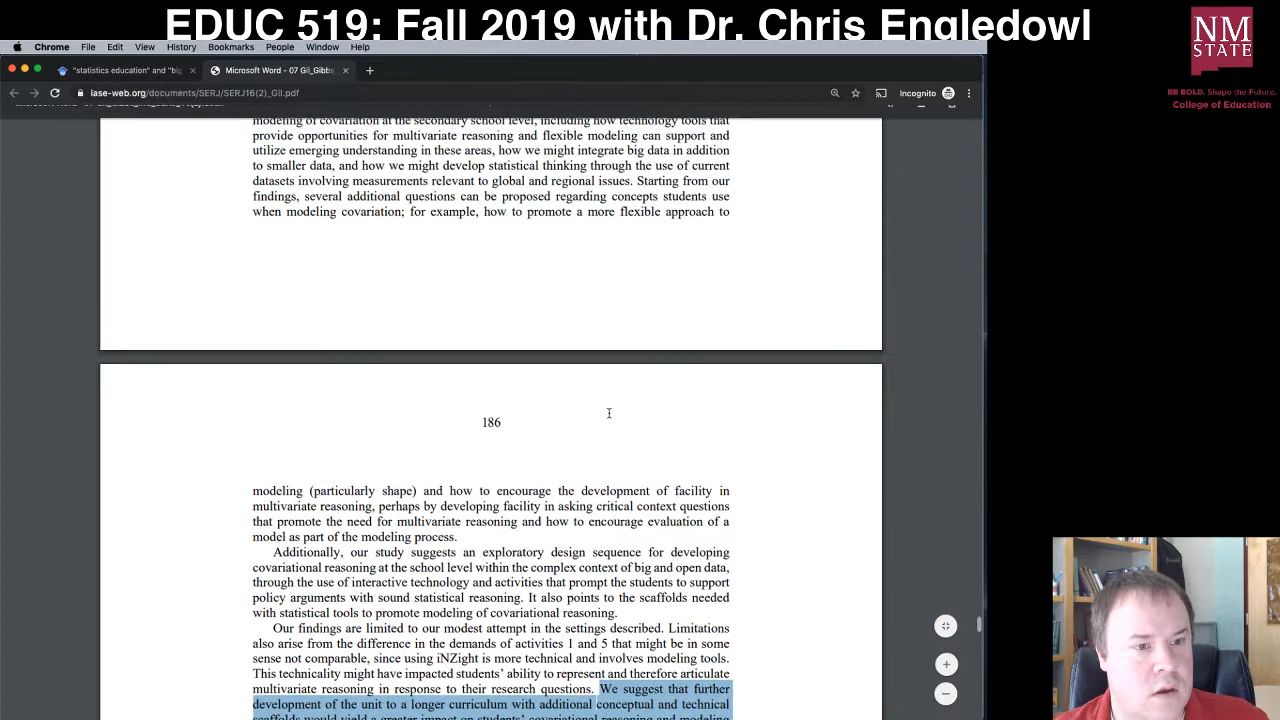 EDUC 519: Fall 2019 with Dr. Chris Engledowl
NM
STATE
BE BOLD. Shape the Future.
College of Education
Chrome File Edit View History Bookmarks People Window Help
"statistics education" and "big
Microsoft Word - 07 Gil_Gibbs
iase-web.org/documents/SERJ/SERJ16(2)_Gil.pdf
Incognito
modeling of covariation at the secondary school level, including how technology tools that
provide opportunities for multivariate reasoning and flexible modeling can support and
utilize emerging understanding in these areas, how we might integrate big data in addition
to smaller data, and how we might develop statistical thinking through the use of current
datasets involving measurements relevant to global and regional issues. Starting from our
findings, several additional questions can be proposed regarding concepts students use
when modeling covariation; for example, how to promote a more flexible approach to
186
modeling (particularly shape) and how to encourage the development of facility in
multivariate reasoning, perhaps by developing facility in asking critical context questions
that promote the need for multivariate reasoning and how to encourage evaluation of a
model as part of the modeling process.
Additionally, our study suggests an exploratory design sequence for developing
covariational reasoning at the school level within the complex context of big and open data,
through the use of interactive technology and activities that prompt the students to support
policy arguments with sound statistical reasoning. It also points to the scaffolds needed
with statistical tools to promote modeling of covariational reasoning.
Our findings are limited to our modest attempt in the settings described. Limitations
also arise from the difference in the demands of activities 1 and 5 that might be in some
sense not comparable, since using iNZight is more technical and involves modeling tools.
This technicality might have impacted students' ability to represent and therefore articulate
multivariate reasoning in response to their research questions. We suggest that further
development of the unit to a longer curriculum with additional conceptual and technical
scaffolds would yield a greater impact on students' covariational reasoning and modeling